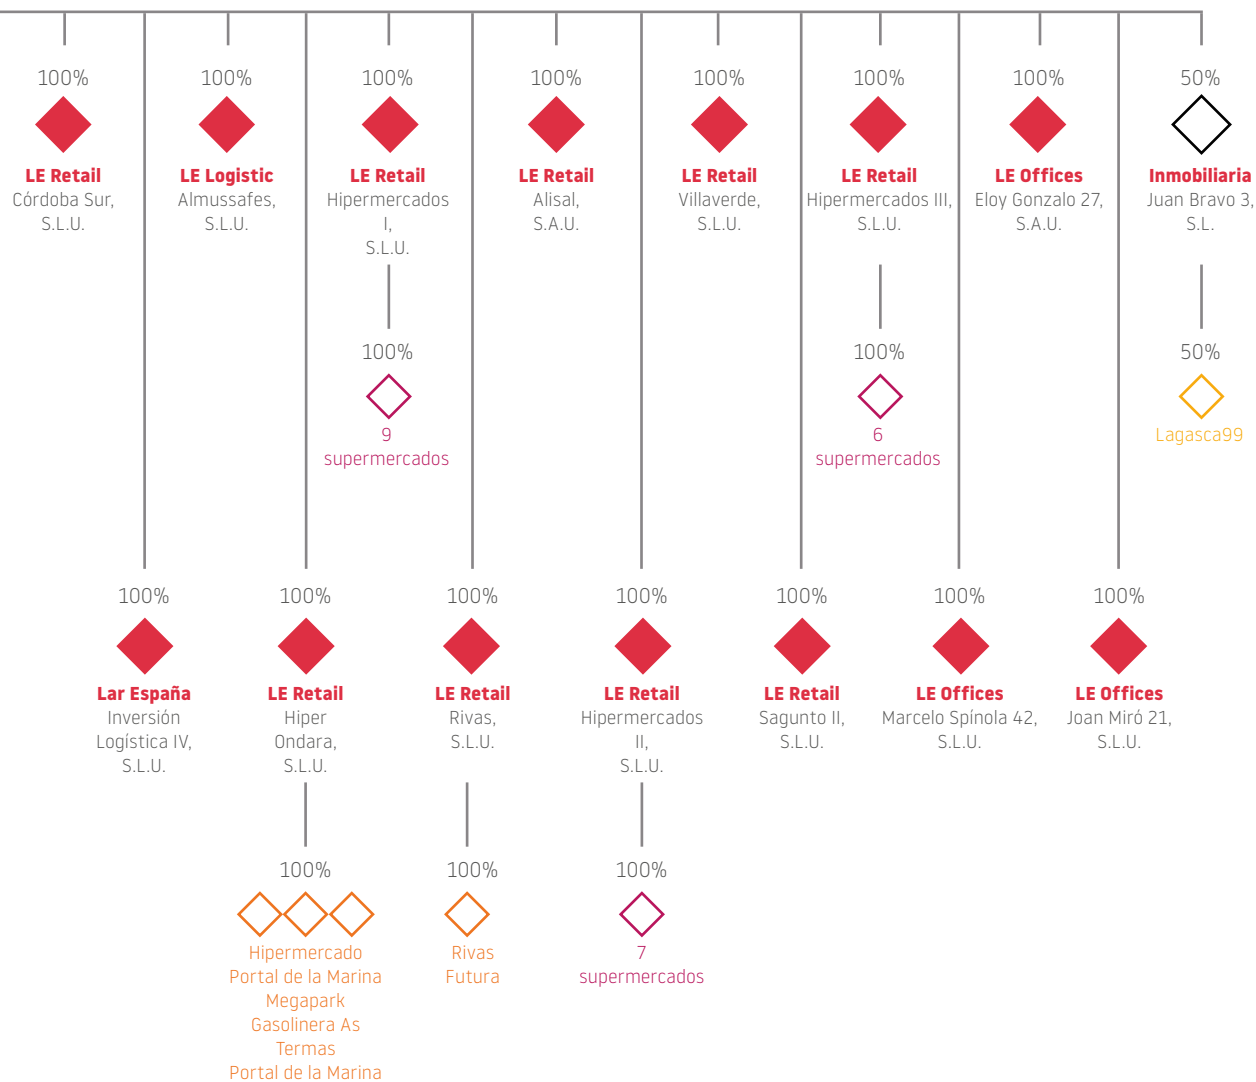 100%
LE Retail
Córdoba Sur,
S.L.U.
100%
LE Logistic
Almussafes,
S.L.U.
100%
LE Retail
Hipermercados
I,
S.L.U.
100%
LE Retail
Alisal,
S.A.U.
100%
LE Retail
Villaverde,
S.L.U.
100%
LE Retail
Hipermercados III,
S.L.U.
100%
LE Offices
Eloy Gonzalo 27,
S.A.U.
50%
Inmobiliaria
Juan Bravo 3,
S.L.
100%
9
supermercados
100%
6
supermercados
50%
Lagasca99
100%
Lar España
Inversión
Logística IV,
S.L.U.
100%
LE Retail
Hiper
Ondara,
S.L.U.
100%
LE Retail
Rivas,
S.L.U.
100%
LE Retail
Hipermercados
II,
S.L.U.
100%
LE Retail
Sagunto II,
S.L.U.
100%
LE Offices
Marcelo Spínola 42,
S.L.U.
100%
LE Offices
Joan Miró 21,
S.L.U.
100%
Hipermercado
Portal de la Marina
Megapark
Gasolinera As
Termas
Portal de la Marina
100%
Rivas
Futura
100%
7
supermercados